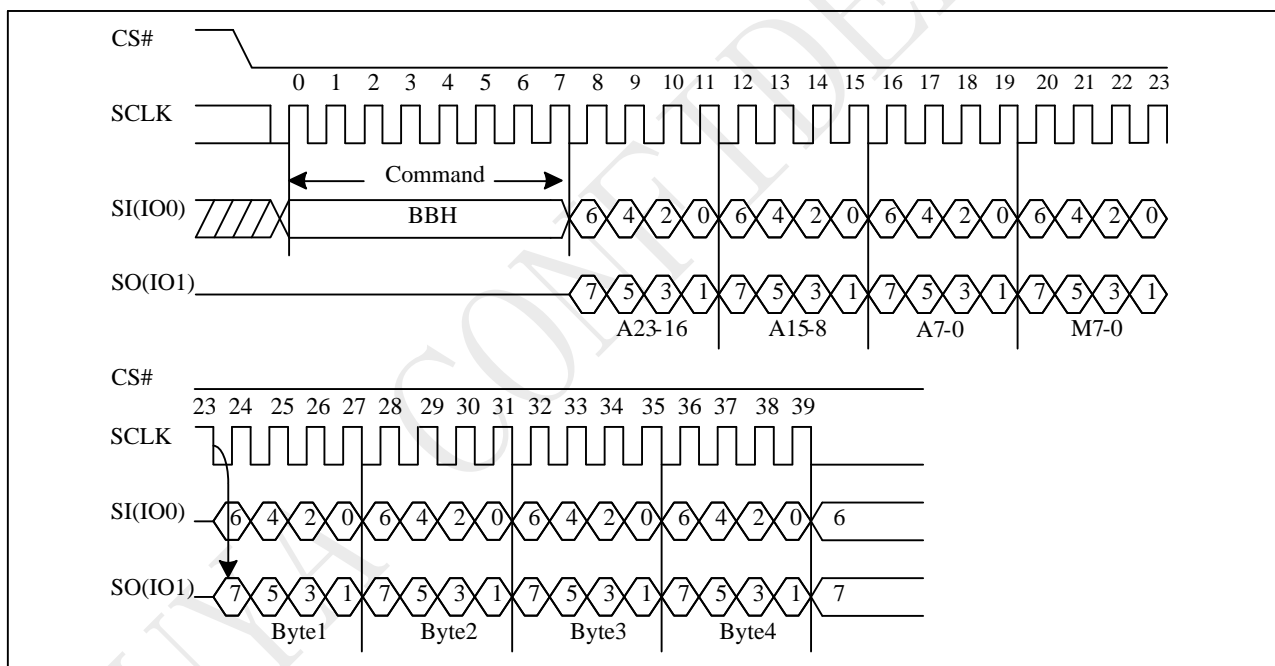 CS#
0 1 2 3 4 5 6 7 8 9 10 11 12 13 14 15 16 17 18 19 20 21 22 23
SCLK
Command
SI(IO0) BBH 6 4 2 0 6 4 2 0 6 4 2 0 6 4 2 0
SO(IO1) 7 5 3 1 7 5 3 1 7 5 3 1 7 5 3 1
A23-16 A15-8 A7-0 M7-0
CS#
23 24 25 26 27 28 29 30 31 32 33 34 35 36 37 38 39
SCLK
SI(IO0) 6 4 2 0 6 4 2 0 6 4 2 0 6 4 2 0 6
SO(IO1) 7 5 3 1 7 5 3 1 7 5 3 1 7 5 3 1 7
Byte1 Byte2 Byte3 Byte4